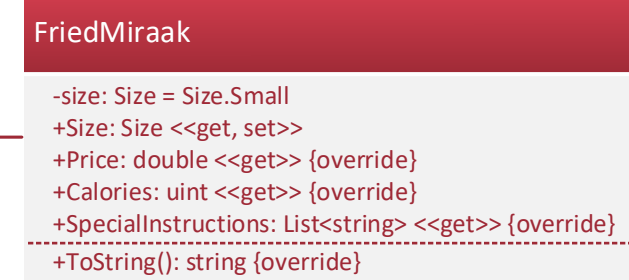 FriedMiraak
-size: Size = Size.Small
+Size: Size <<get, set>>
+Price: double <<get>> {override}
+Calories: uint <<get>> {override}
+SpecialInstructions: List<string> <<get>> {override}
+ToString(): string {override}